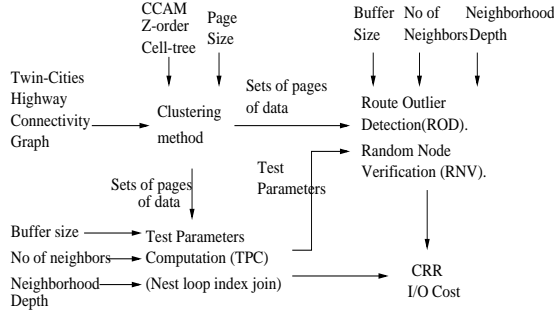 CCAM
Z-order
Cell-tree
Page
Size
Buffer
Size
No of
Neighbors
Neighborhood
Depth
Twin-Cities
Highway
Connectivity
Graph
Clustering
method
Sets of pages
of data
Route Outlier
Detection(ROD).
Random Node
Verification (RNV).
Test
Parameters
Sets of pages
of data
Buffer size
No of neighbors
Neighborhood
Depth
Test Parameters
Computation (TPC)
(Nest loop index join)
CRR
I/O Cost